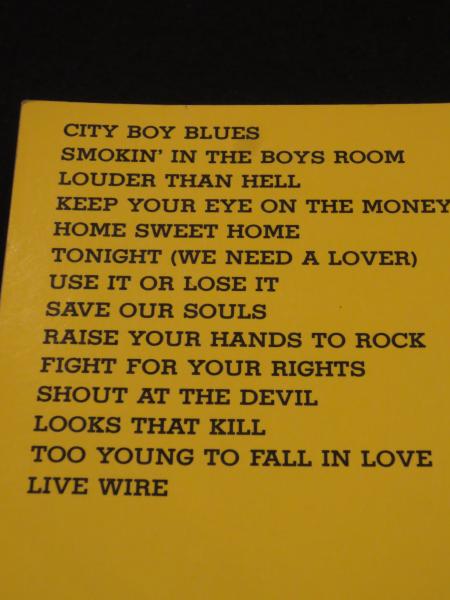 CITY BOY BLUES
SMOKIN' IN THE BOYS ROOM
LOUDER THAN HELL
KEEP YOUR EYE ON THE MONEY
HOME SWEET HOME
TONIGHT (WE NEED A LOVER)
USE IT OR LOSE IT
SAVE OUR SOULS
RAISE YOUR HANDS TO ROCK
FIGHT FOR YOUR RIGHTS
SHOUT AT THE DEVIL
LOOKS THAT KILL
TOO YOUNG TO FALL IN LOVE
LIVE WIRE